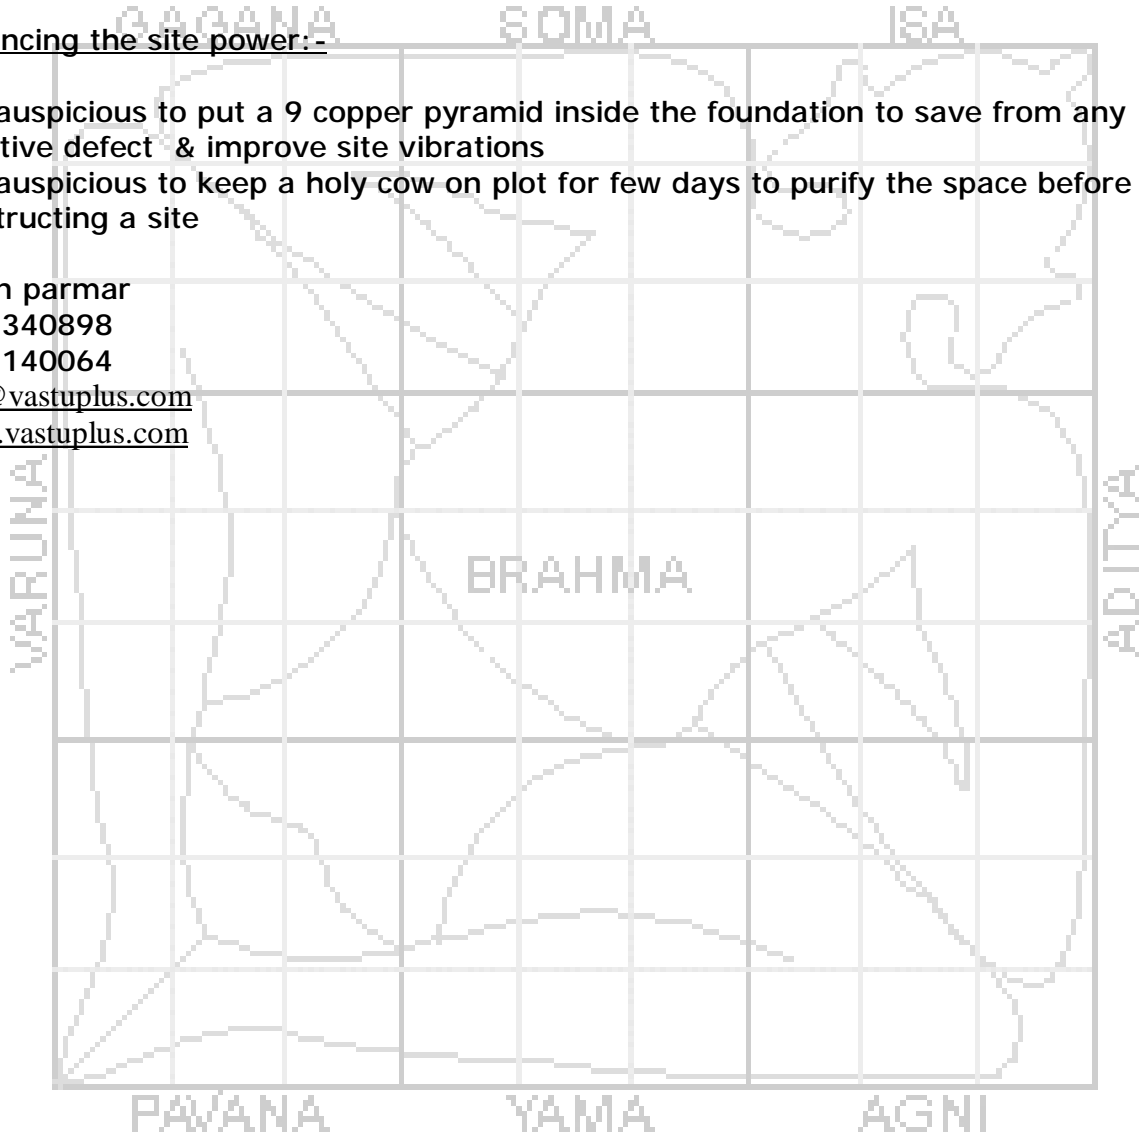 GAGANA SOMA ISA
ncing the site power:-
auspicious to put a 9 copper pyramid inside the foundation to save from any
tive defect & improve site vibrations
auspicious to keep a holy cow on plot for few days to purify the space before
tructing a site
n parmar
340898
140064
@vastuplus.com
.vastuplus.com
VARUNA
BRAHMA
ADITYA
PAVANA YAMA AGNI